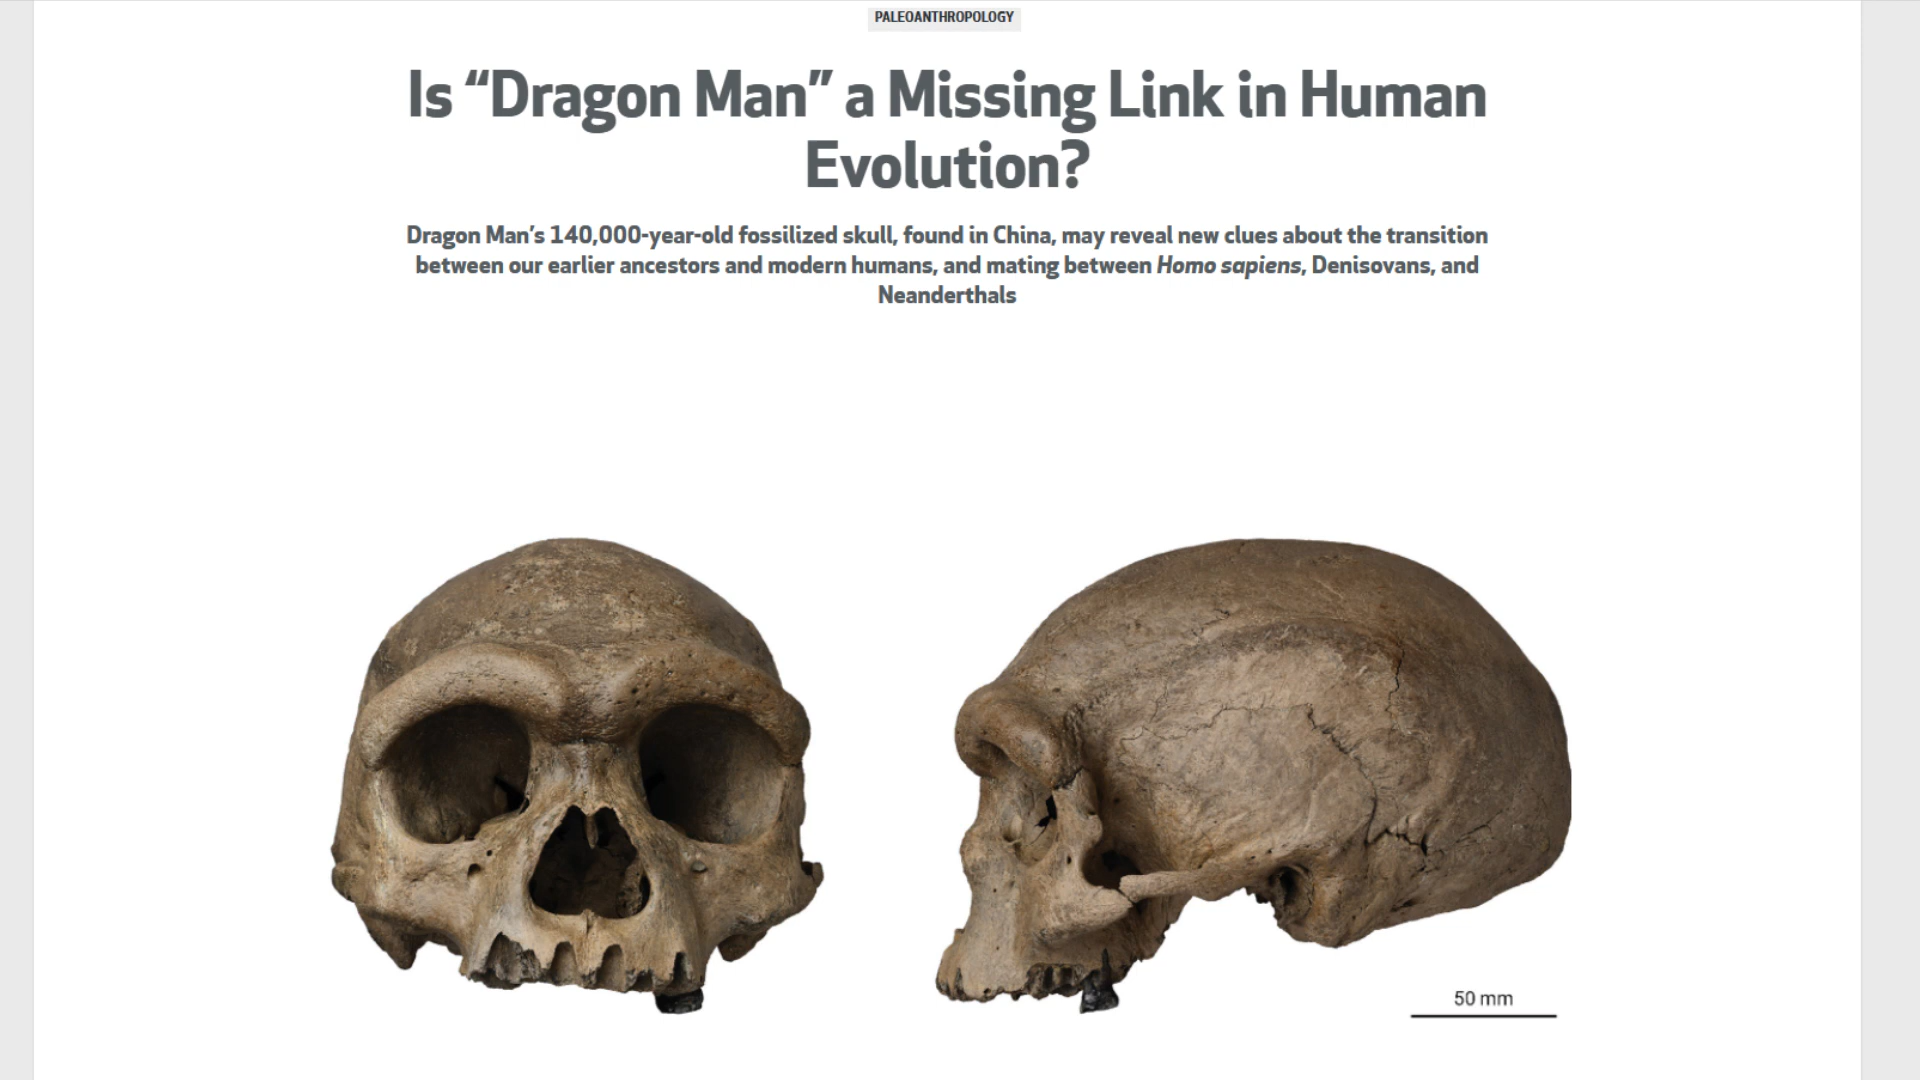 PALEOANTHROPOLOGY
Is “Dragon Man” a Missing Link in Human
Evolution?
Dragon Man’s 140,000-year-old fossilized skull, found in China, may reveal new clues about the transition
between our earlier ancestors and modern humans, and mating between Homo sapiens, Denisovans, and
Neanderthals
50 mm